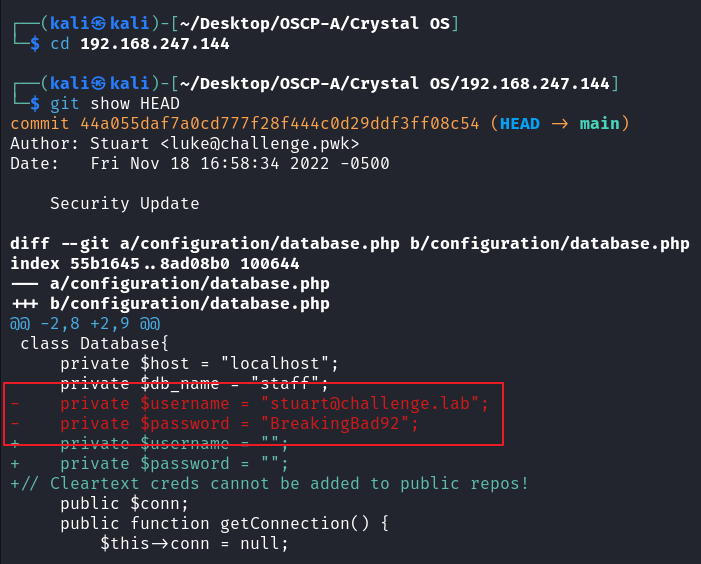 ┌──(kali㉿kali)-[~/Desktop/OSCP-A/Crystal OS]
└─$ cd 192.168.247.144
┌──(kali㉿kali)-[~/Desktop/OSCP-A/Crystal OS/192.168.247.144]
└─$ git show HEAD
commit 44a055daf7a0cd777f28f444c0d29ddf3ff08c54 (HEAD -> main)
Author: Stuart <luke@challenge.pwk>
Date:   Fri Nov 18 16:58:34 2022 -0500
    Security Update
diff --git a/configuration/database.php b/configuration/database.php
index 55b1645..8ad08b0 100644
--- a/configuration/database.php
+++ b/configuration/database.php
@@ -2,8 +2,9 @@
 class Database{
     private $host = "localhost";
     private $db_name = "staff";
-    private $username = "stuart@challenge.lab";
-    private $password = "BreakingBad92";
+    private $username = "";
+    private $password = "";
+// Cleartext creds cannot be added to public repos!
     public $conn;
     public function getConnection() {
         $this->conn = null;